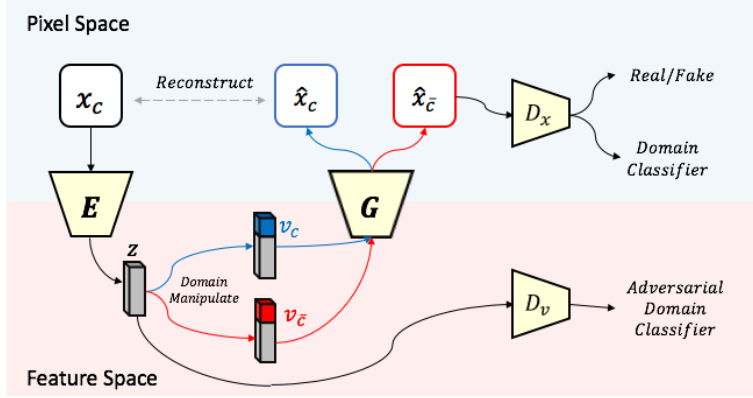 Pixel Space
x_c
Reconstruct
x̂_c
x̂_c̄
D_x
Real/Fake
Domain
Classifier
E
G
z
v_c
Domain
Manipulate
v_c̄
D_v
Adversarial
Domain
Classifier
Feature Space